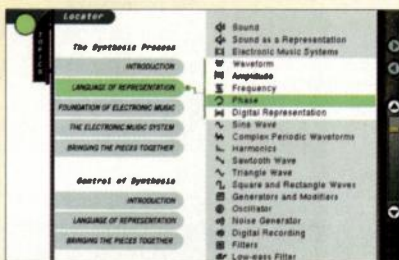 Locator
TOPICS
The Synthesis Process
INTRODUCTION
LANGUAGE OF REPRESENTATION
FOUNDATION OF ELECTRONIC MUSIC
THE ELECTRONIC MUSIC SYSTEM
BRINGING THE PIECES TOGETHER
Control of Synthesis
INTRODUCTION
LANGUAGE OF REPRESENTATION
BRINGING THE PIECES TOGETHER
Sound
Sound as a Representation
Electronic Music Systems
Waveform
Amplitude
Frequency
Phase
Digital Representation
Sine Wave
Complex Periodic Waveforms
Harmonics
Sawtooth Wave
Triangle Wave
Square and Rectangle Waves
Generators and Modifiers
Oscillator
Noise Generator
Digital Recording
Filters
Low-pass Filter